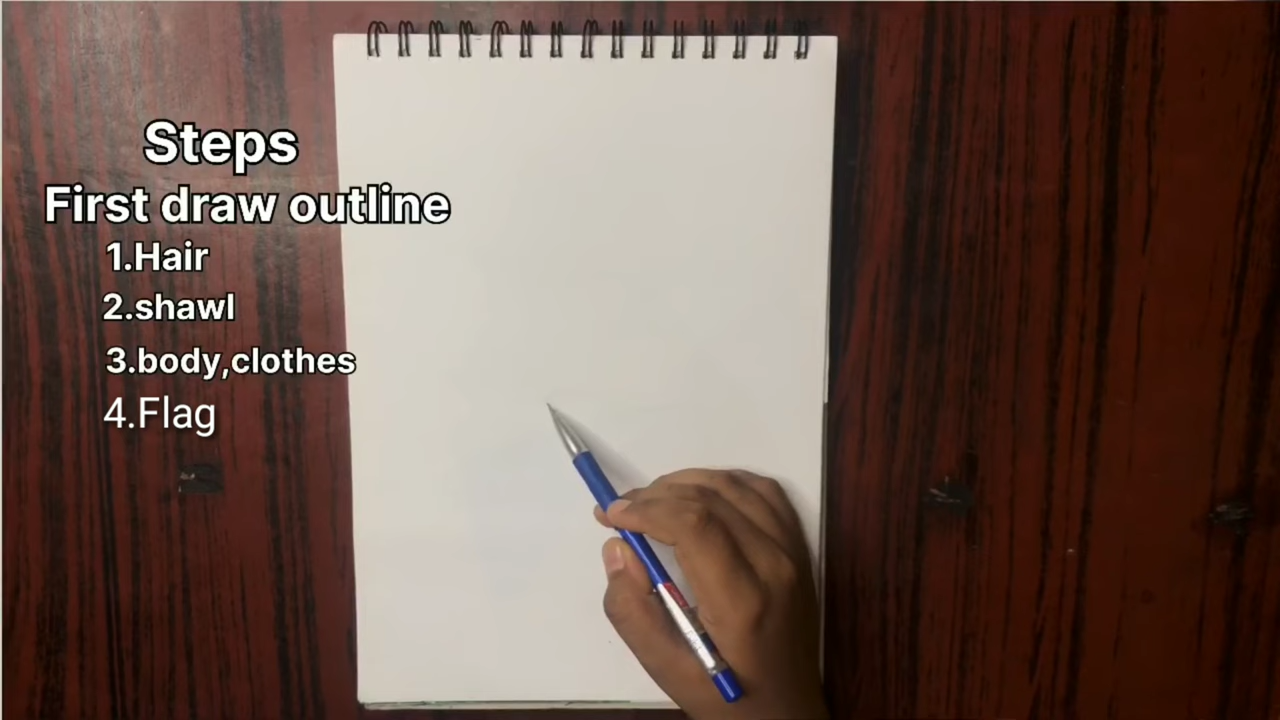 Steps
First draw outline
1.Hair
2.shawl
3.body,clothes
4.Flag